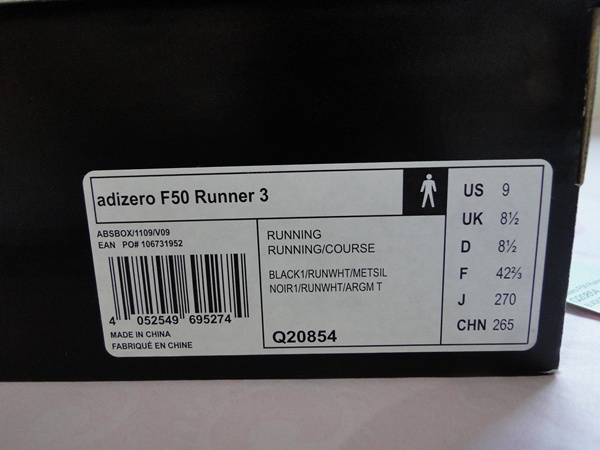 adizero F50 Runner 3
ABSBOX/1109/V09
EAN PO# 106731952
4 052549 695274
MADE IN CHINA
FABRIQUÉ EN CHINE
RUNNING
RUNNING/COURSE
BLACK1/RUNWHT/METSIL
NOIR1/RUNWHT/ARGM T
Q20854
US 9
UK 8½
D 8½
F 42⅔
J 270
CHN 265